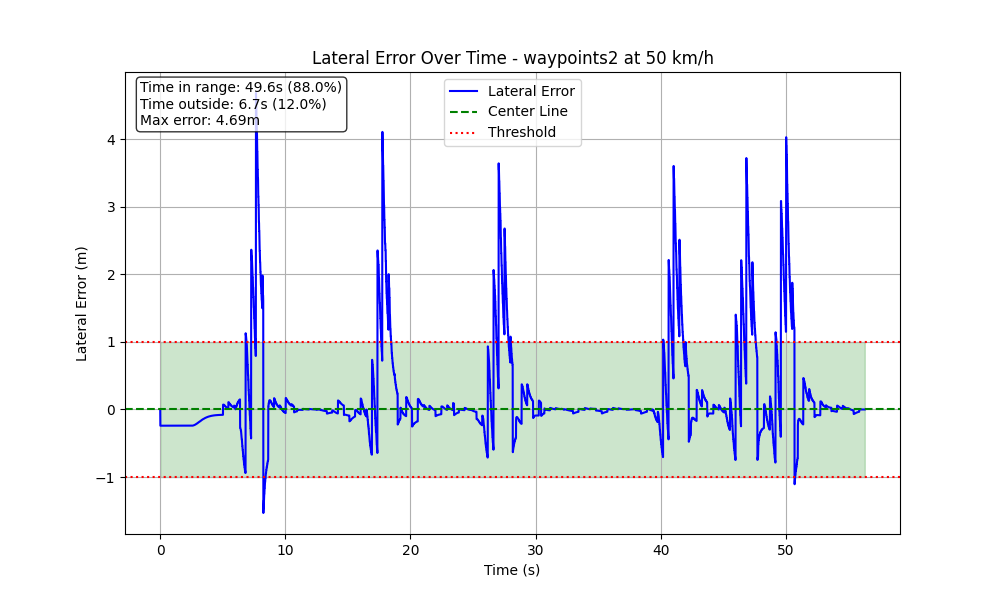 Lateral Error Over Time - waypoints2 at 50 km/h
Time in range: 49.6s (88.0%)
Time outside: 6.7s (12.0%)
Max error: 4.69m
Lateral Error
Center Line
Threshold
Lateral Error (m)
4
3
2
1
0
−1
0 10 20 30 40 50
Time (s)